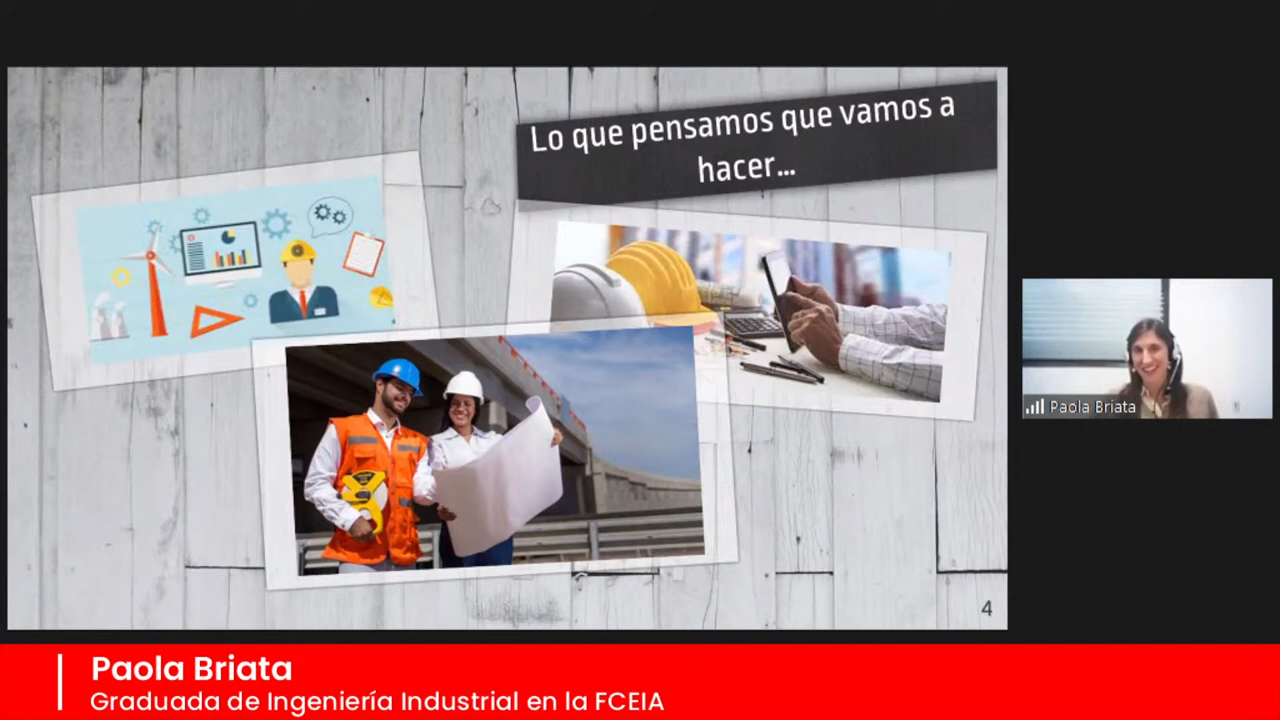 Lo que pensamos que vamos a
hacer...
Paola Briata
4
Paola Briata
Graduada de Ingeniería Industrial en la FCEIA